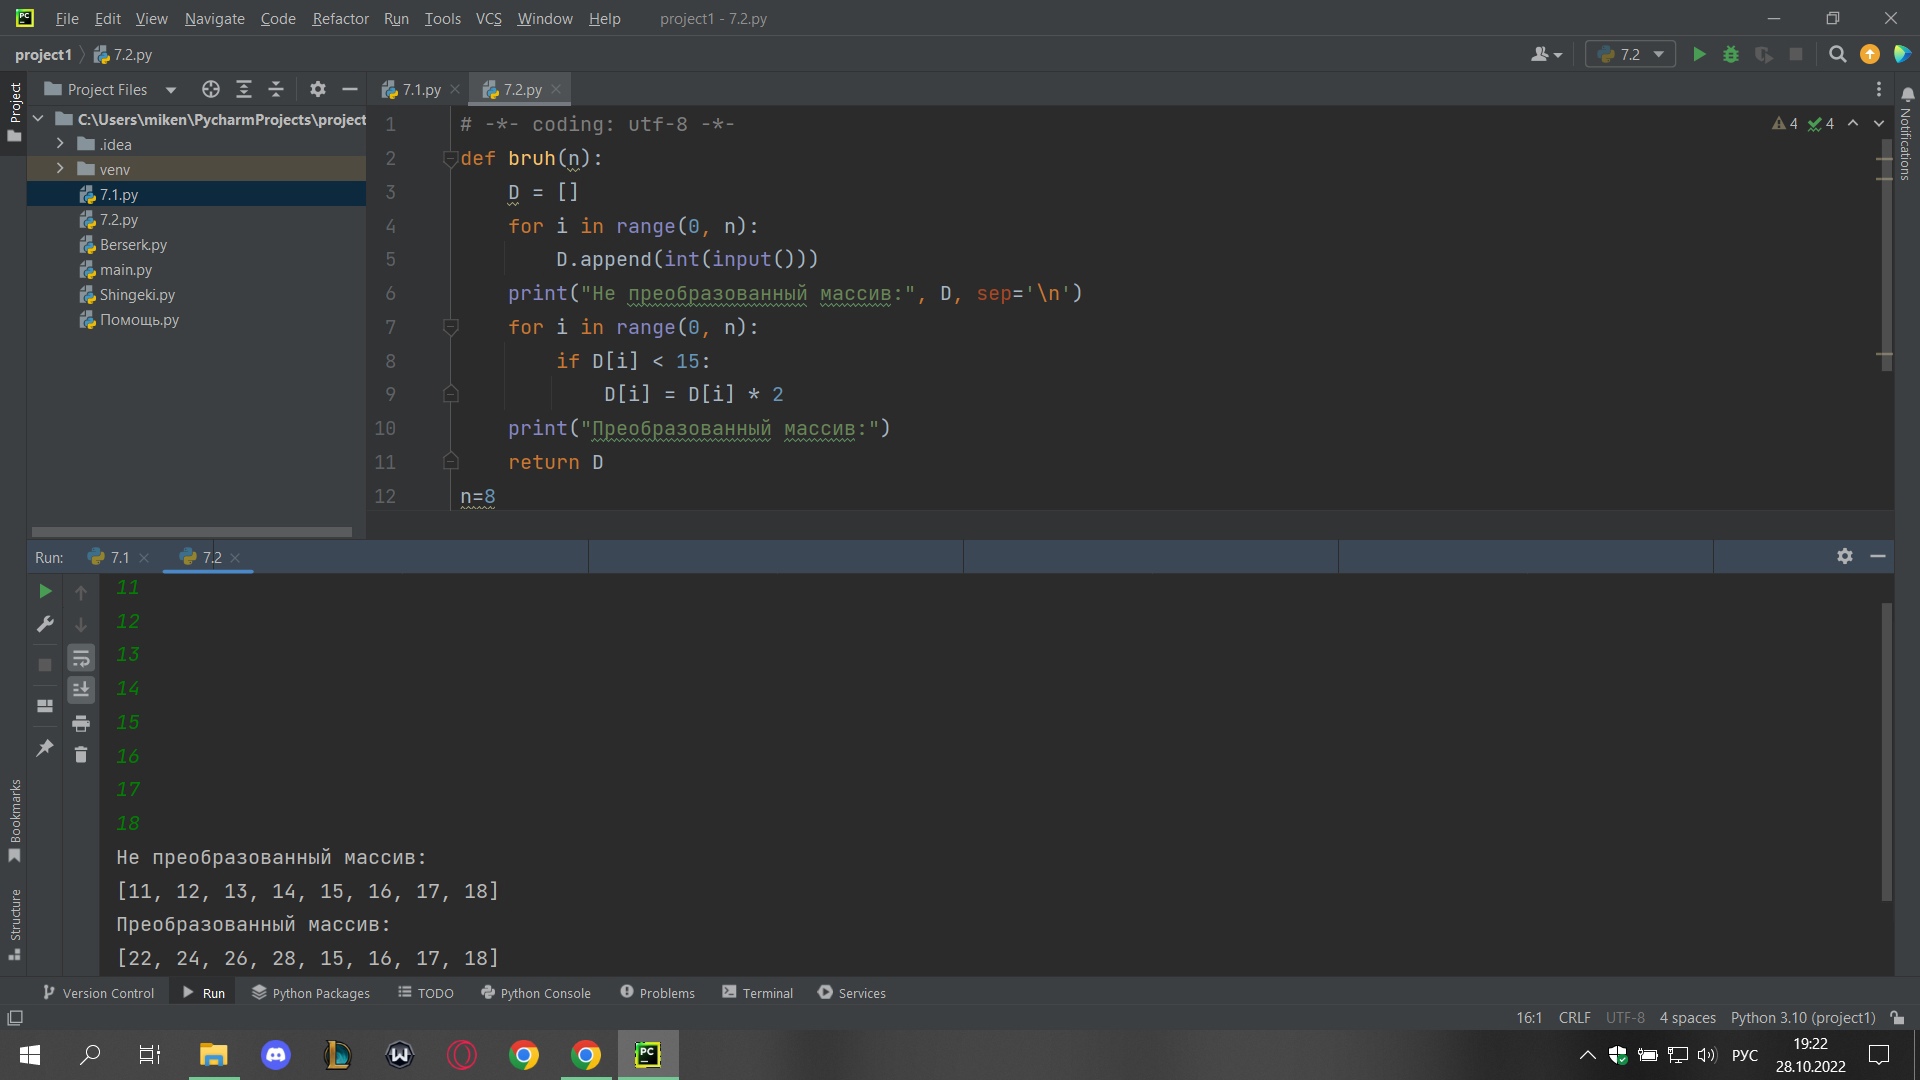 File Edit View Navigate Code Refactor Run Tools VCS Window Help project1 - 7.2.py
project1 7.2.py 7.2
Project Project Files 7.1.py 7.2.py
C:\Users\miken\PycharmProjects\project
.idea
venv
7.1.py
7.2.py
Berserk.py
main.py
Shingeki.py
Помощь.py
1 # -*- coding: utf-8 -*-
2 def bruh(n):
3 D = []
4 for i in range(0, n):
5 D.append(int(input()))
6 print("Не преобразованный массив:", D, sep='\n')
7 for i in range(0, n):
8 if D[i] < 15:
9 D[i] = D[i] * 2
10 print("Преобразованный массив:")
11 return D
12 n=8
4 4
Notifications
Run: 7.1 7.2
11
12
13
14
15
16
17
18
Не преобразованный массив:
[11, 12, 13, 14, 15, 16, 17, 18]
Преобразованный массив:
[22, 24, 26, 28, 15, 16, 17, 18]
Bookmarks
Structure
Version Control Run Python Packages TODO Python Console Problems Terminal Services
16:1 CRLF UTF-8 4 spaces Python 3.10 (project1)
РУС 19:22
28.10.2022